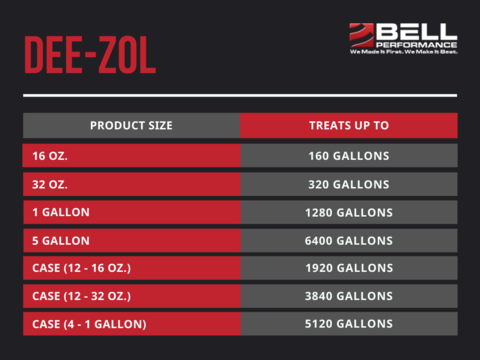 DEE-ZOL
BELL
PERFORMANCE
We Made It First. We Make It Best.
PRODUCT SIZE TREATS UP TO
16 OZ. 160 GALLONS
32 OZ. 320 GALLONS
1 GALLON 1280 GALLONS
5 GALLON 6400 GALLONS
CASE (12 - 16 OZ.) 1920 GALLONS
CASE (12 - 32 OZ.) 3840 GALLONS
CASE (4 - 1 GALLON) 5120 GALLONS